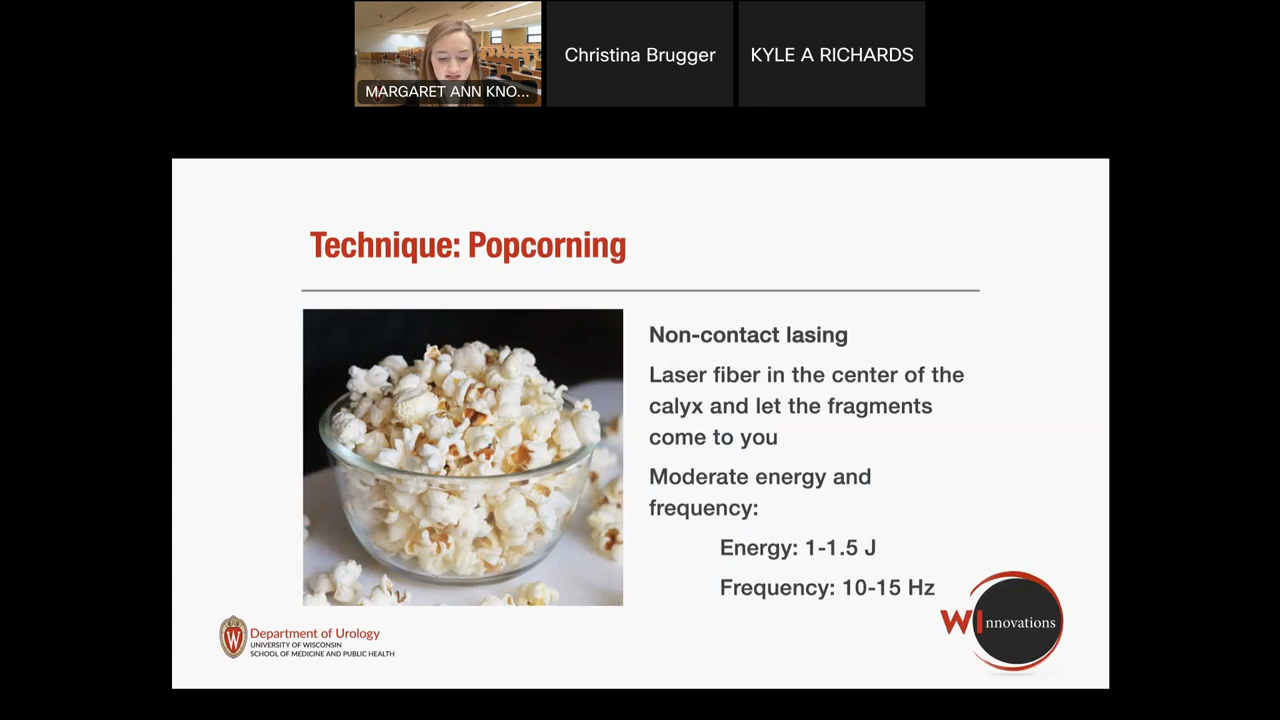 MARGARET ANN KNO...
Christina Brugger
KYLE A RICHARDS
Technique: Popcorning
Non-contact lasing
Laser fiber in the center of the
calyx and let the fragments
come to you
Moderate energy and
frequency:
Energy: 1-1.5 J
Frequency: 10-15 Hz
W
Department of Urology
UNIVERSITY OF WISCONSIN
SCHOOL OF MEDICINE AND PUBLIC HEALTH
WInnovations